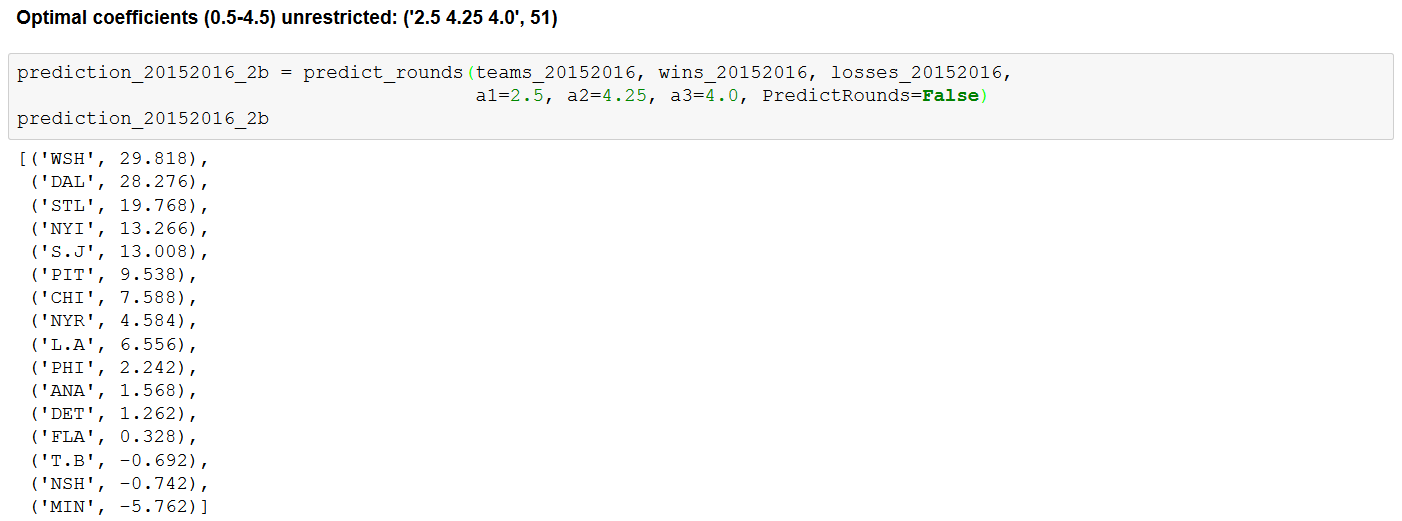 Optimal coefficients (0.5-4.5) unrestricted: ('2.5 4.25 4.0', 51)
prediction_20152016_2b = predict_rounds(teams_20152016, wins_20152016, losses_20152016,
a1=2.5, a2=4.25, a3=4.0, PredictRounds=False)
prediction_20152016_2b
[('WSH', 29.818),
('DAL', 28.276),
('STL', 19.768),
('NYI', 13.266),
('S.J', 13.008),
('PIT', 9.538),
('CHI', 7.588),
('NYR', 4.584),
('L.A', 6.556),
('PHI', 2.242),
('ANA', 1.568),
('DET', 1.262),
('FLA', 0.328),
('T.B', -0.692),
('NSH', -0.742),
('MIN', -5.762)]